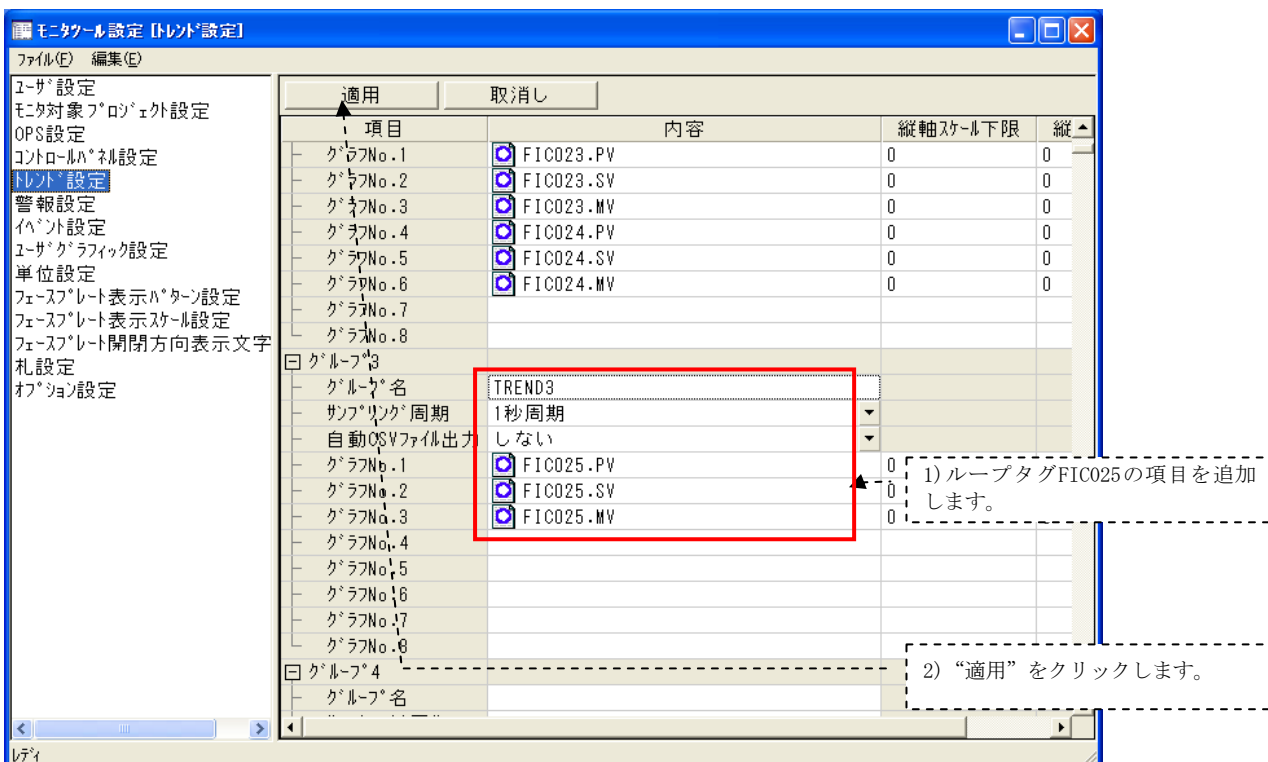 モニタツール設定 [トレンド設定]
ファイル(F) 編集(E)
ユーザ設定
モニタ対象プロジェクト設定
OPS設定
コントロールパネル設定
トレンド設定
警報設定
イベント設定
ユーザグラフィック設定
単位設定
フェースプレート表示パターン設定
フェースプレート表示スケール設定
フェースプレート開閉方向表示文字
札設定
オプション設定
適用 取消し
項目 内容 縦軸スケール下限 縦
グラフNo.1 FIC023.PV 0 0
グラフNo.2 FIC023.SV 0 0
グラフNo.3 FIC023.MV 0 0
グラフNo.4 FIC024.PV 0 0
グラフNo.5 FIC024.SV 0 0
グラフNo.6 FIC024.MV 0 0
グラフNo.7
グラフNo.8
グループ3
グループ名 TREND3
サンプリング周期 1秒周期
自動CSVファイル出力 しない
グラフNo.1 FIC025.PV 0
グラフNo.2 FIC025.SV 0
グラフNo.3 FIC025.MV 0
グラフNo.4
グラフNo.5
グラフNo.6
グラフNo.7
グラフNo.8
グループ4
グループ名
1)ループタグFIC025の項目を追加
します。
2) “適用”をクリックします。
レディ